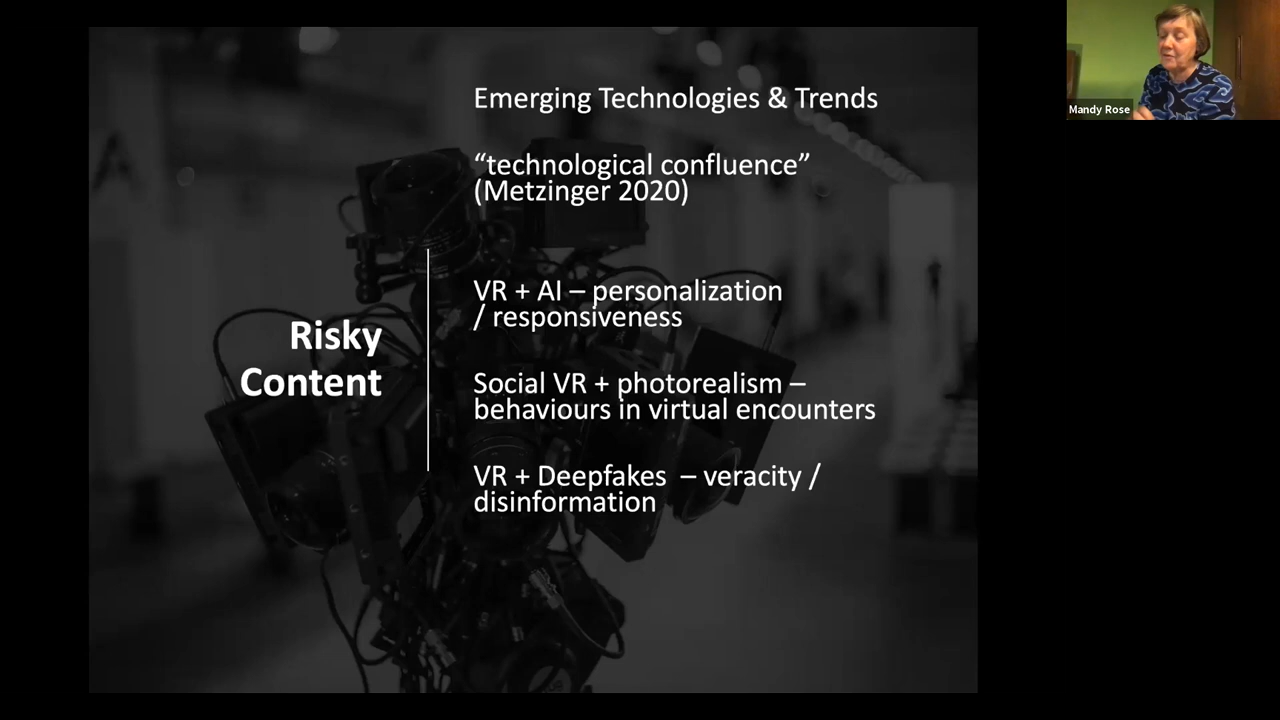 Emerging Technologies & Trends
“technological confluence”
(Metzinger 2020)
VR + AI – personalization
/ responsiveness
Risky
Content
Social VR + photorealism –
behaviours in virtual encounters
VR + Deepfakes – veracity /
disinformation
Mandy Rose